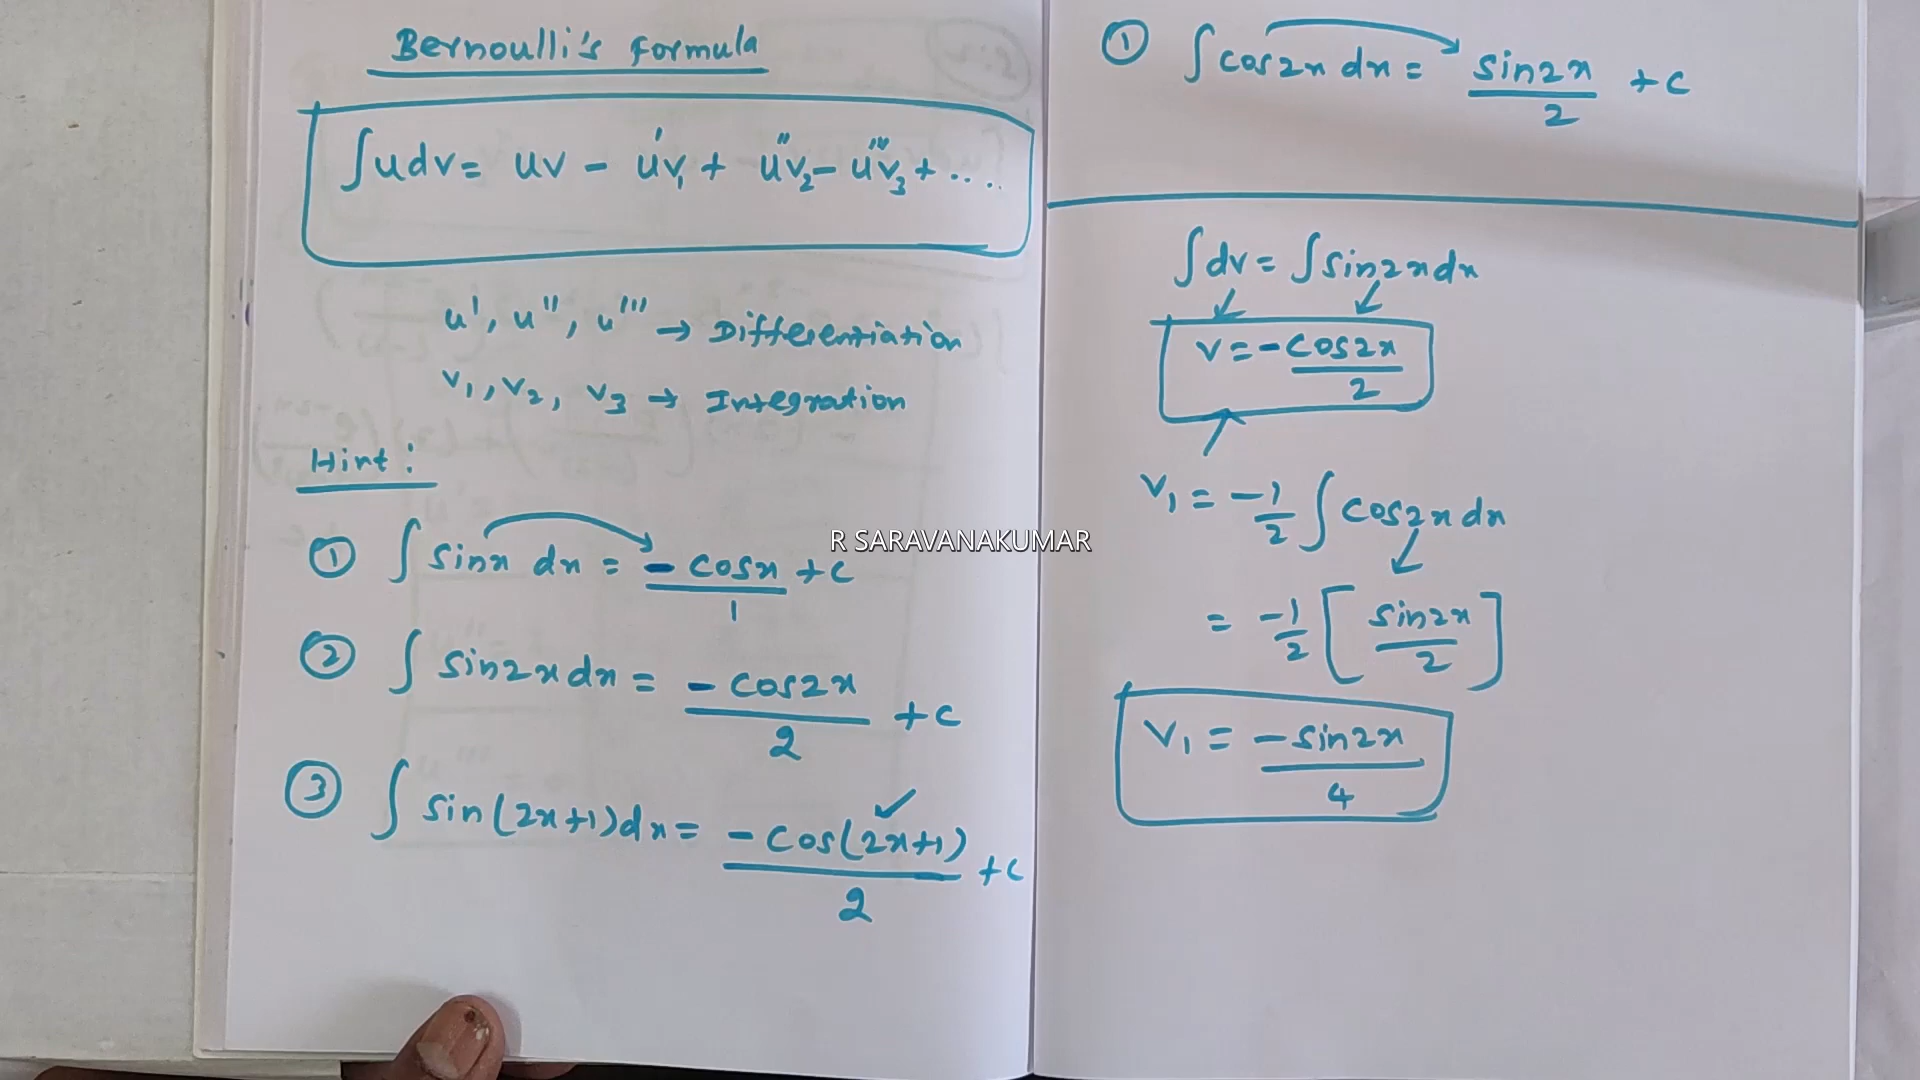 Bernoulli's Formula
∫udv = uv - u'v₁ + u''v₂ - u'''v₃ + .....
u', u'', u''' → Differentiation
v₁, v₂, v₃ → Integration
Hint :
① ∫ sinx dx = -cosx/1 + c
② ∫ sin2x dx = -cos2x/2 + c
③ ∫ sin(2x+1)dx = -cos(2x+1)/2 + c
① ∫ cos2x dx = sin2x/2 + c
∫dv = ∫sin2xdx
v = -cos2x/2
v₁ = -1/2 ∫ cos2x dx
= -1/2 [sin2x/2]
v₁ = -sin2x/4
R SARAVANAKUMAR